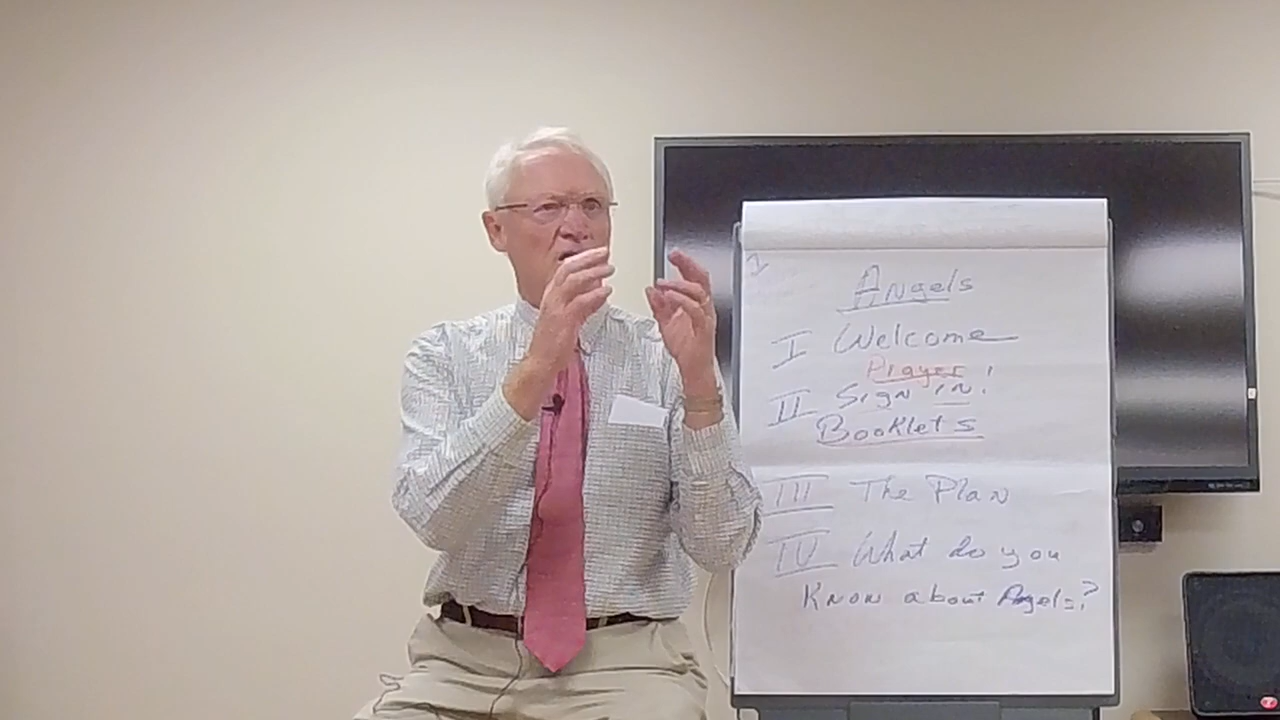 Angels
I Welcome
Prayer!
II Sign in!
Booklets
III The Plan
IV What do you
Know about Angels?